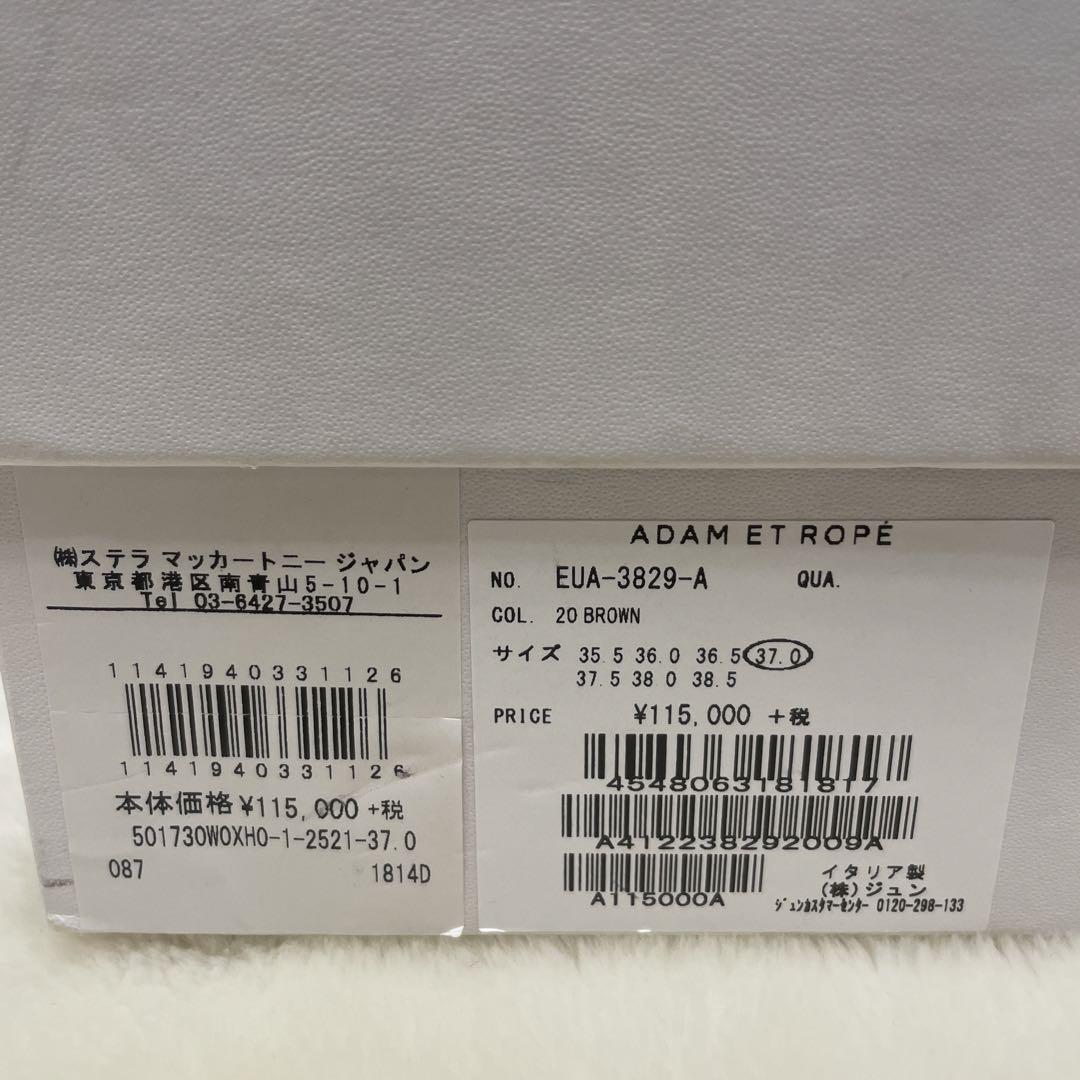 ㈱ステラ マッカートニー ジャパン
東京都港区南青山5-10-1
Tel 03-6427-3507
1141940331126
1141940331126
本体価格¥115,000+税
501730W0XH0-1-2521-37.0
087 1814D
ADAM ET ROPÉ
NO. EUA-3829-A QUA.
COL. 20 BROWN
サイズ 35.5 36.0 36.5 37.0
37.5 38.0 38.5
PRICE ¥115,000 +税
4548063181817
A412238292009A
A115000A
イタリア製
(株)ジュン
ジュンカスタマーセンター 0120-298-133